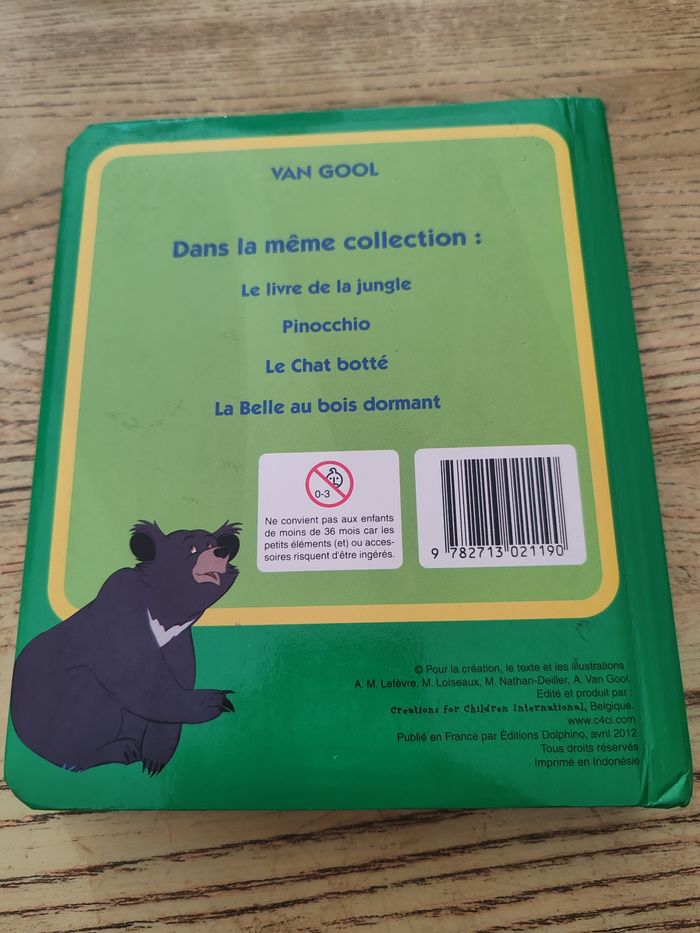 VAN GOOL
Dans la même collection :
Le livre de la jungle
Pinocchio
Le Chat botté
La Belle au bois dormant
0-3
Ne convient pas aux enfants
de moins de 36 mois car les
petits éléments (et) ou acces-
soires risquent d'être ingérés.
9 782713 021190
© Pour la création, le texte et les illustrations :
A. M. Lefèvre, M. Loiseaux, M. Nathan-Deiller, A. Van Gool.
Edité et produit par :
Creations for Children International, Belgique.
www.c4ci.com
Publié en France par Éditions Dolphino, avril 2012
Tous droits réservés
Imprimé en Indonésie